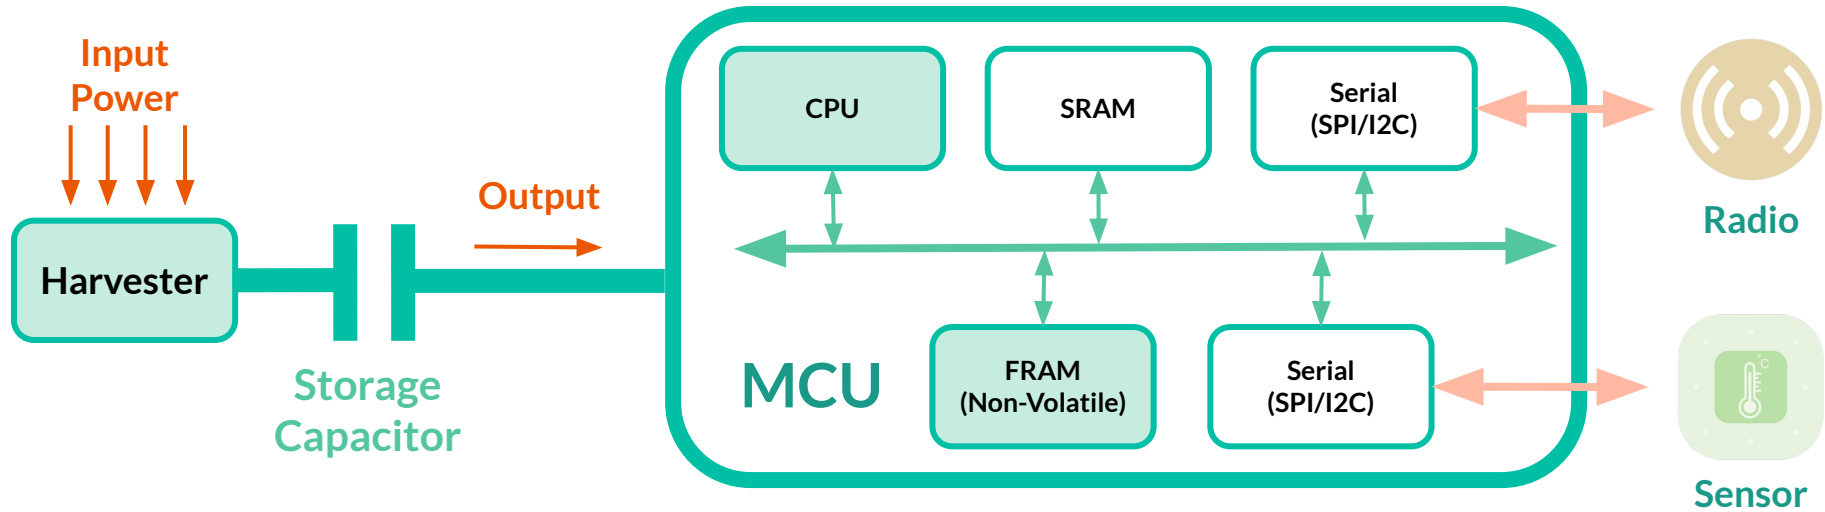 Input
Power
Harvester
Storage
Capacitor
Output
CPU
SRAM
Serial
(SPI/I2C)
FRAM
(Non-Volatile)
Serial
(SPI/I2C)
MCU
Radio
°C
Sensor